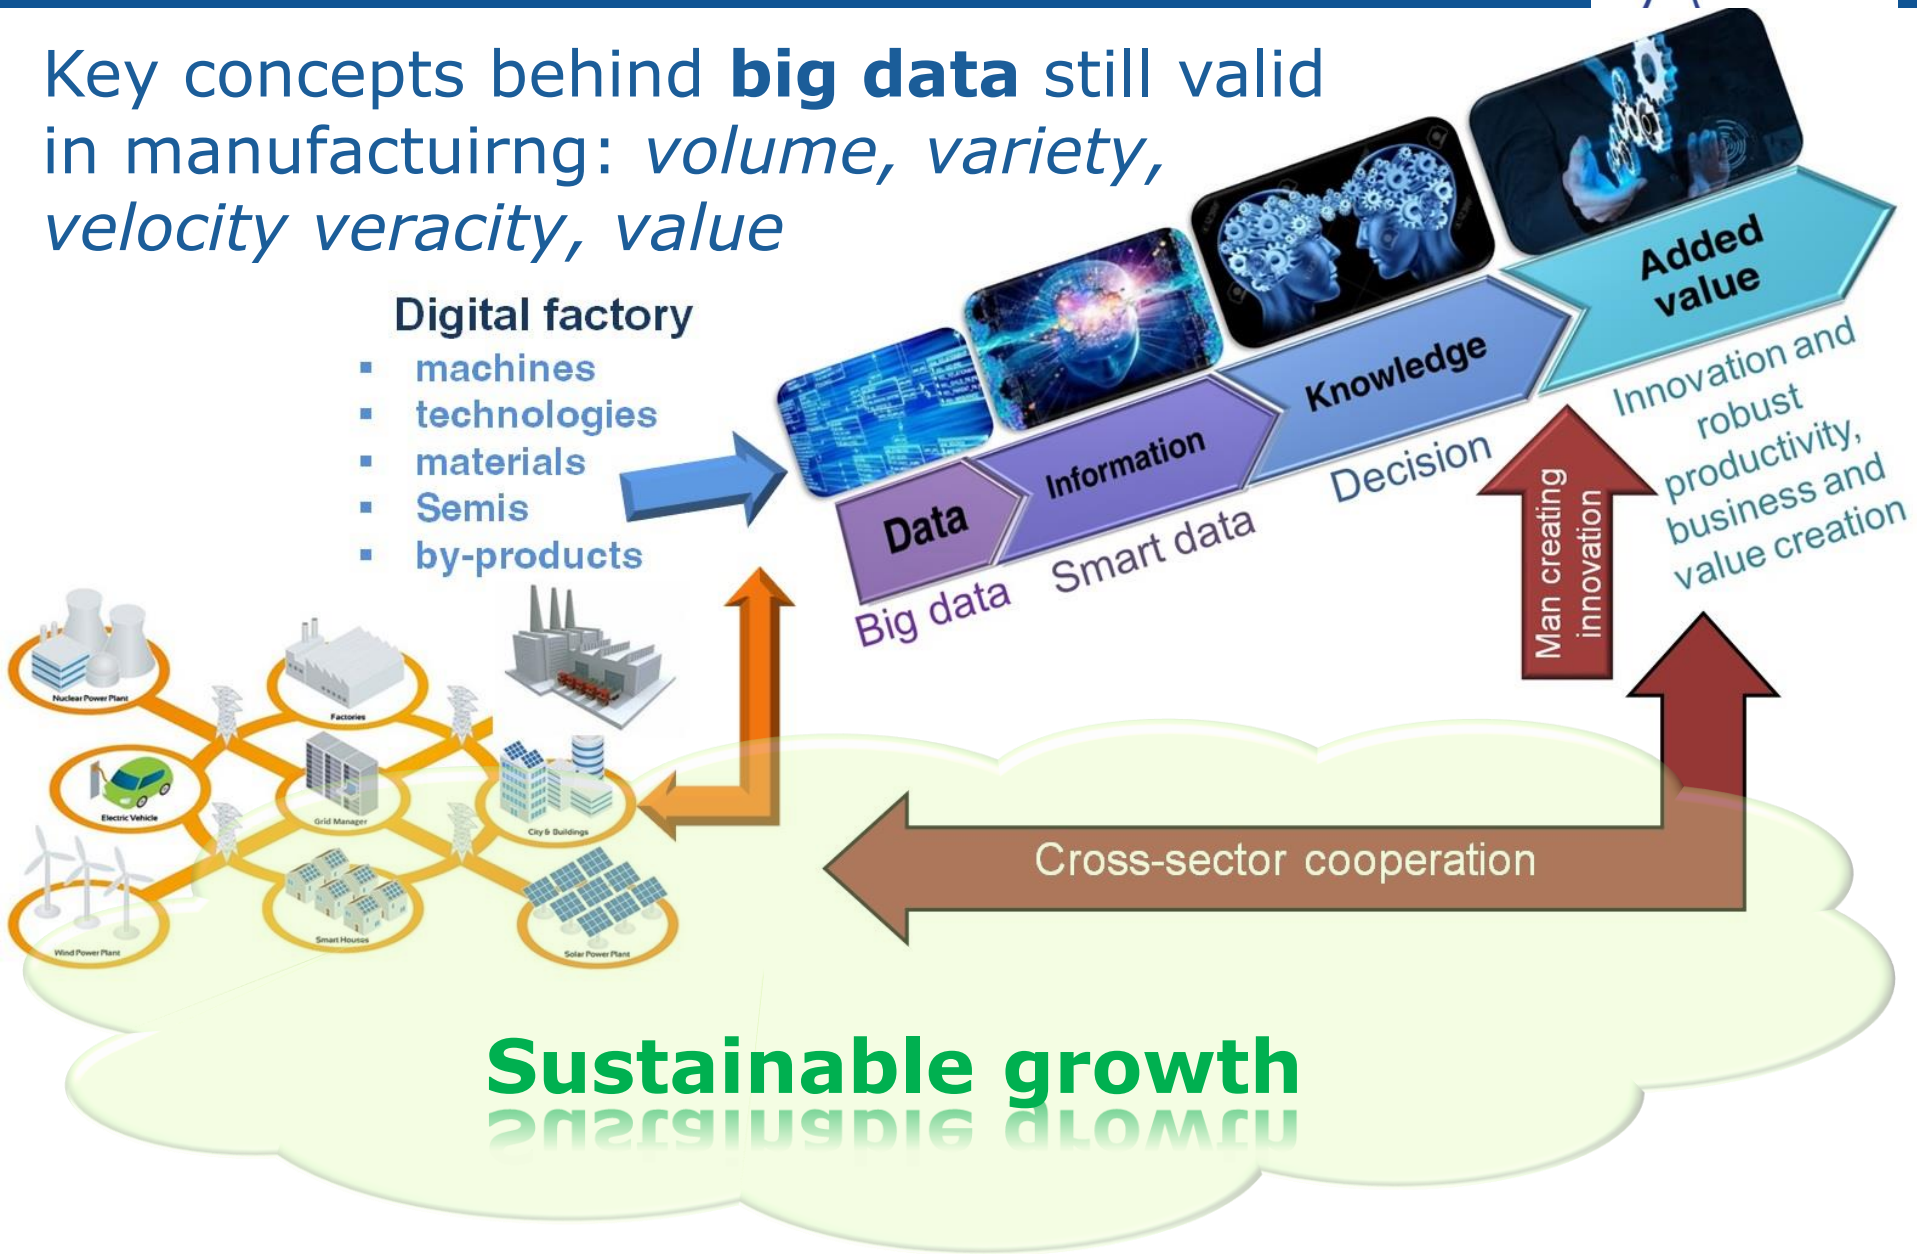 Key concepts behind big data still valid
in manufactuirng: volume, variety,
velocity veracity, value
Digital factory
▪ machines
▪ technologies
▪ materials
▪ Semis
▪ by-products
Data
Information
Knowledge
Added
value
Big data
Smart data
Decision
Innovation and
robust
productivity,
business and
value creation
Man creating
innovation
Nuclear Power Plant
Factories
Electric Vehicle
Grid Manager
City & Buildings
Wind Power Plant
Smart Houses
Solar Power Plant
Cross-sector cooperation
Sustainable growth